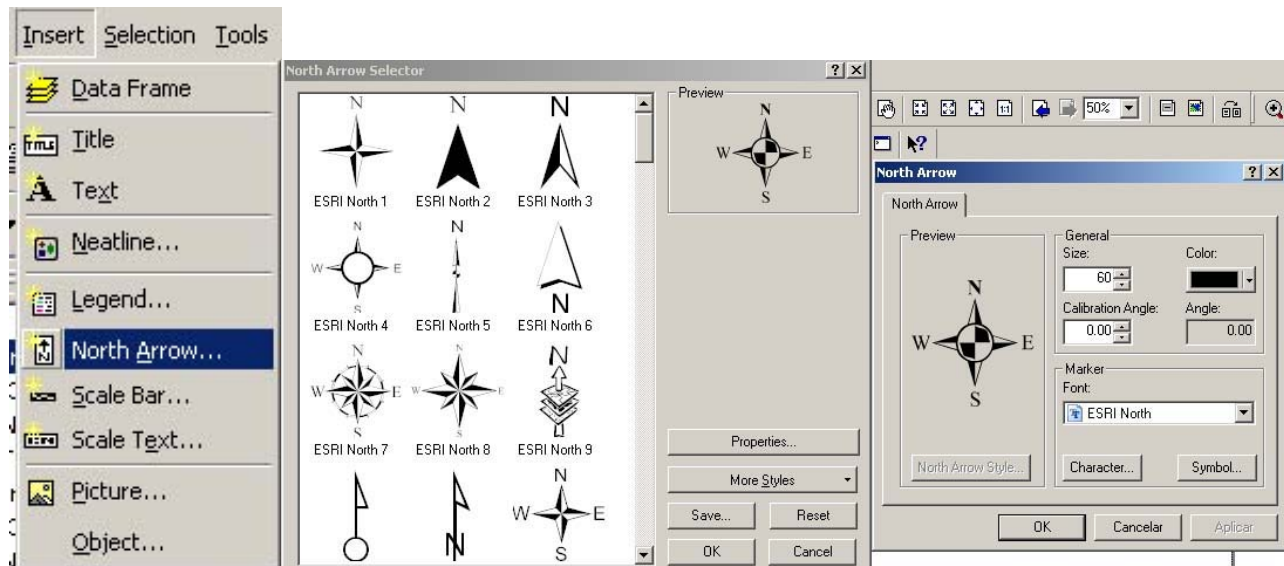 Insert Selection Tools
Data Frame
Title
Text
Neatline...
Legend...
North Arrow...
Scale Bar...
Scale Text...
Picture...
Object...
North Arrow Selector
N N N
ESRI North 1 ESRI North 2 ESRI North 3
N N
W E
S N
ESRI North 4 ESRI North 5 ESRI North 6
N N N
W E W E
S S
ESRI North 7 ESRI North 8 ESRI North 9
N
W E
N S
Preview
N
W E
S
Properties...
More Styles
Save... Reset
OK Cancel
1:1 50%
North Arrow
North Arrow
Preview
N
W E
S
North Arrow Style...
General
Size: Color:
60
Calibration Angle: Angle:
0.00 0.00
Marker
Font:
ESRI North
Character... Symbol...
OK Cancelar Aplicar